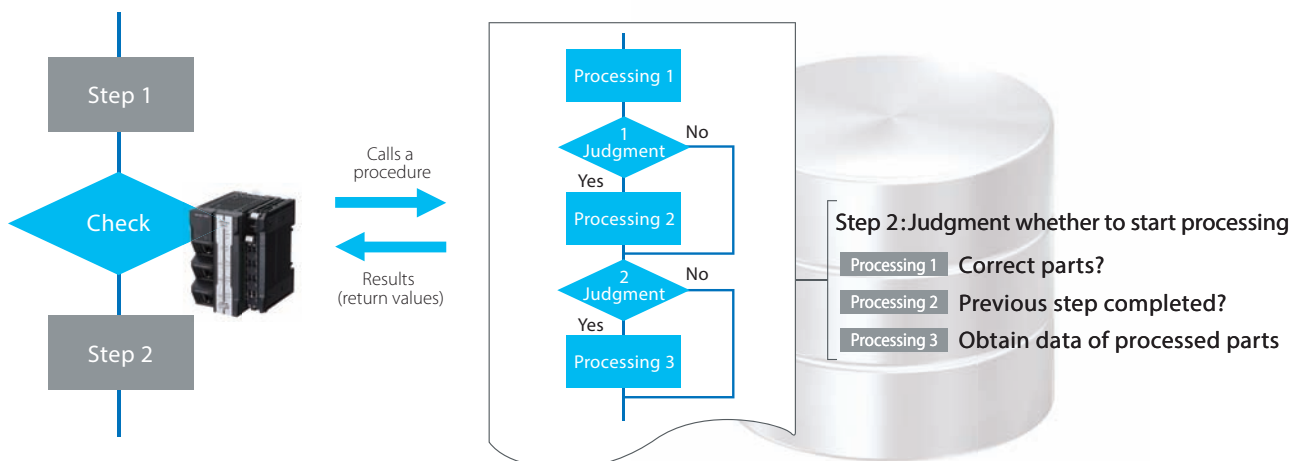 Step 1
Check
Step 2
Calls a
procedure
Results
(return values)
Processing 1
1
Judgment
No
Yes
Processing 2
2
Judgment
No
Yes
Processing 3
Step 2:Judgment whether to start processing
Processing 1 Correct parts?
Processing 2 Previous step completed?
Processing 3 Obtain data of processed parts